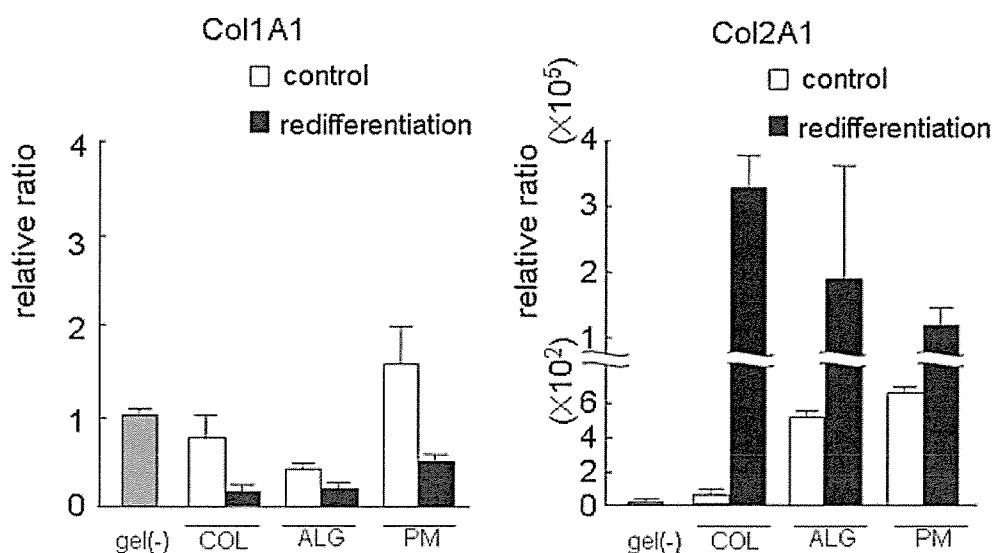 Col1A1
control
redifferentiation
relative ratio
4
3
2
1
0
gel(-)
COL
ALG
PM
Col2A1
control
redifferentiation
relative ratio
(×10⁵)
4
3
2
1
(×10²)
6
4
2
0
gel(-)
COL
ALG
PM